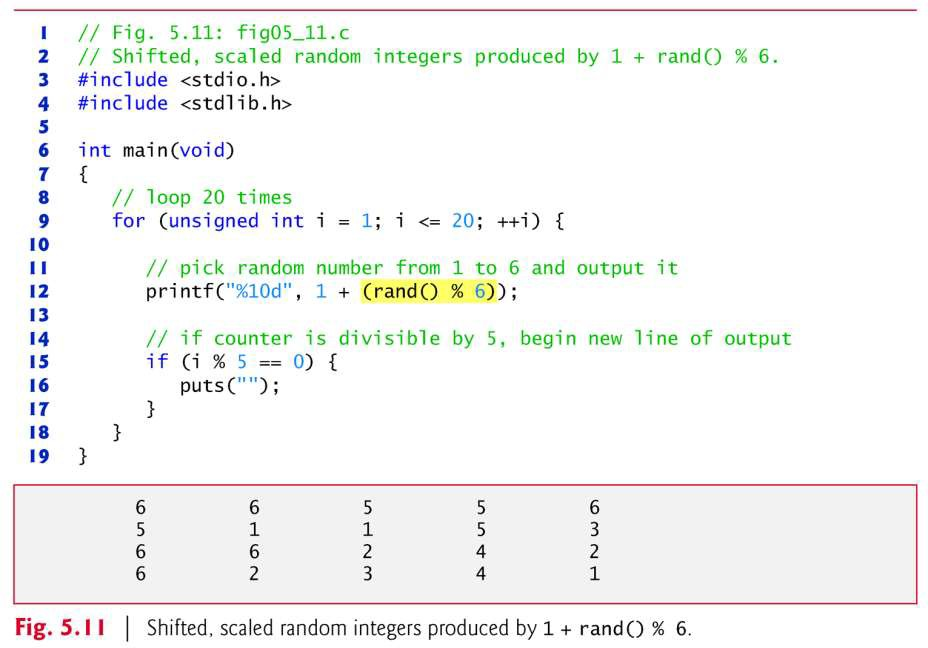 1 // Fig. 5.11: fig05_11.c
2 // Shifted, scaled random integers produced by 1 + rand() % 6.
3 #include <stdio.h>
4 #include <stdlib.h>
5
6 int main(void)
7 {
8    // loop 20 times
9    for (unsigned int i = 1; i <= 20; ++i) {
10
11       // pick random number from 1 to 6 and output it
12       printf("%10d", 1 + (rand() % 6));
13
14       // if counter is divisible by 5, begin new line of output
15       if (i % 5 == 0) {
16          puts("");
17       }
18    }
19 }
6 6 5 5 6
5 1 1 5 3
6 6 2 4 2
6 2 3 4 1
Fig. 5.11 | Shifted, scaled random integers produced by 1 + rand() % 6.